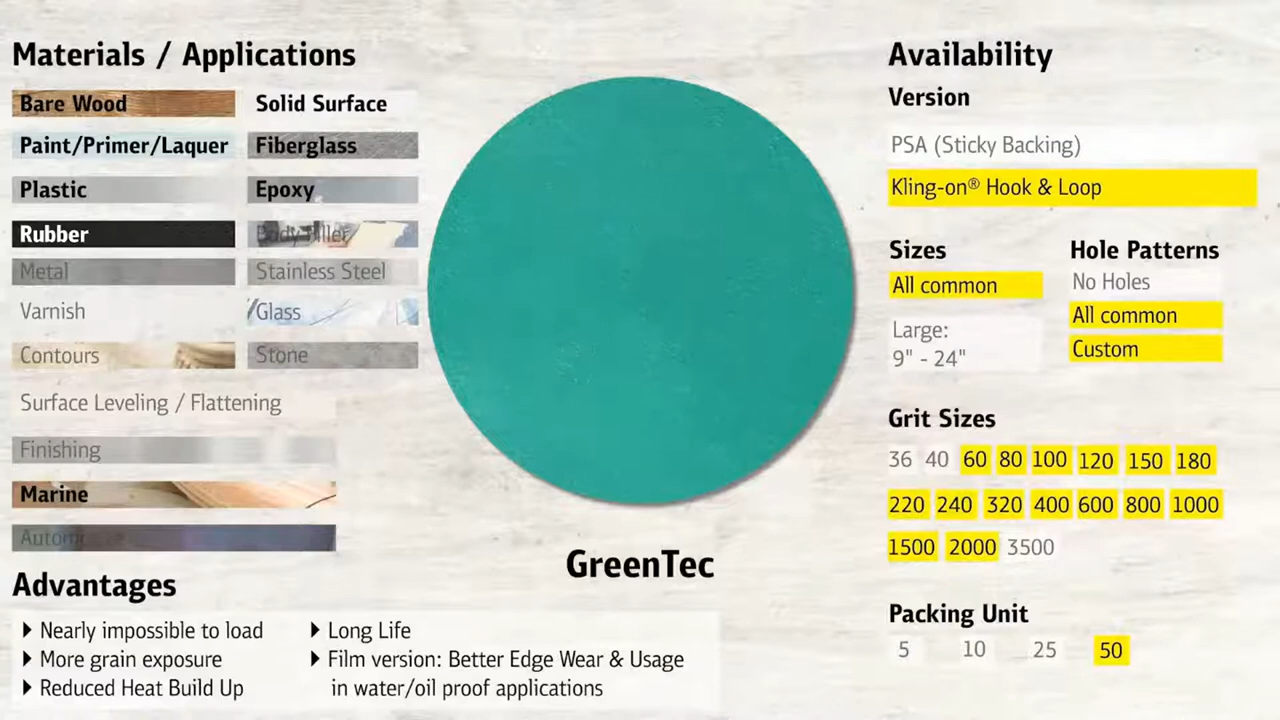 Materials / Applications
Bare Wood
Solid Surface
Paint/Primer/Laquer
Fiberglass
Plastic
Epoxy
Rubber
Body Filler
Metal
Stainless Steel
Varnish
Glass
Contours
Stone
Surface Leveling / Flattening
Finishing
Marine
Automotive
Advantages
Nearly impossible to load
More grain exposure
Reduced Heat Build Up
Long Life
Film version: Better Edge Wear & Usage
in water/oil proof applications
GreenTec
Availability
Version
PSA (Sticky Backing)
Kling-on® Hook & Loop
Sizes
All common
Large:
9" - 24"
Hole Patterns
No Holes
All common
Custom
Grit Sizes
36 40 60 80 100 120 150 180
220 240 320 400 600 800 1000
1500 2000 3500
Packing Unit
5 10 25 50